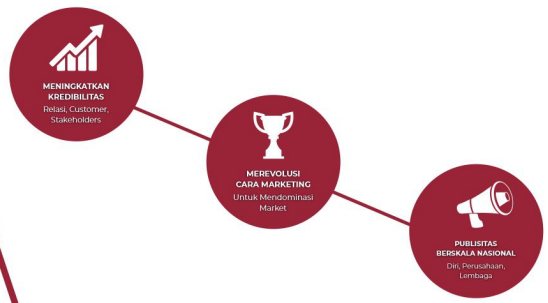 MENINGKATKAN
KREDIBILITAS
Relasi, Customer,
Stakeholders
MEREVOLUSI
CARA MARKETING
Untuk Mendominasi
Market
PUBLISITAS
BERSKALA NASIONAL
Diri, Perusahaan,
Lembaga